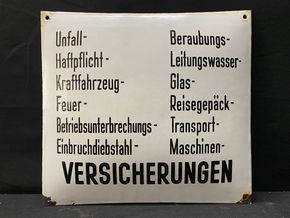 Unfall-
Haftpflicht-
Kraftfahrzeug-
Feuer-
Betriebsunterbrechungs-
Einbruchdiebstahl-
Beraubungs-
Leitungswasser-
Glas-
Reisegepäck-
Transport-
Maschinen-
VERSICHERUNGEN